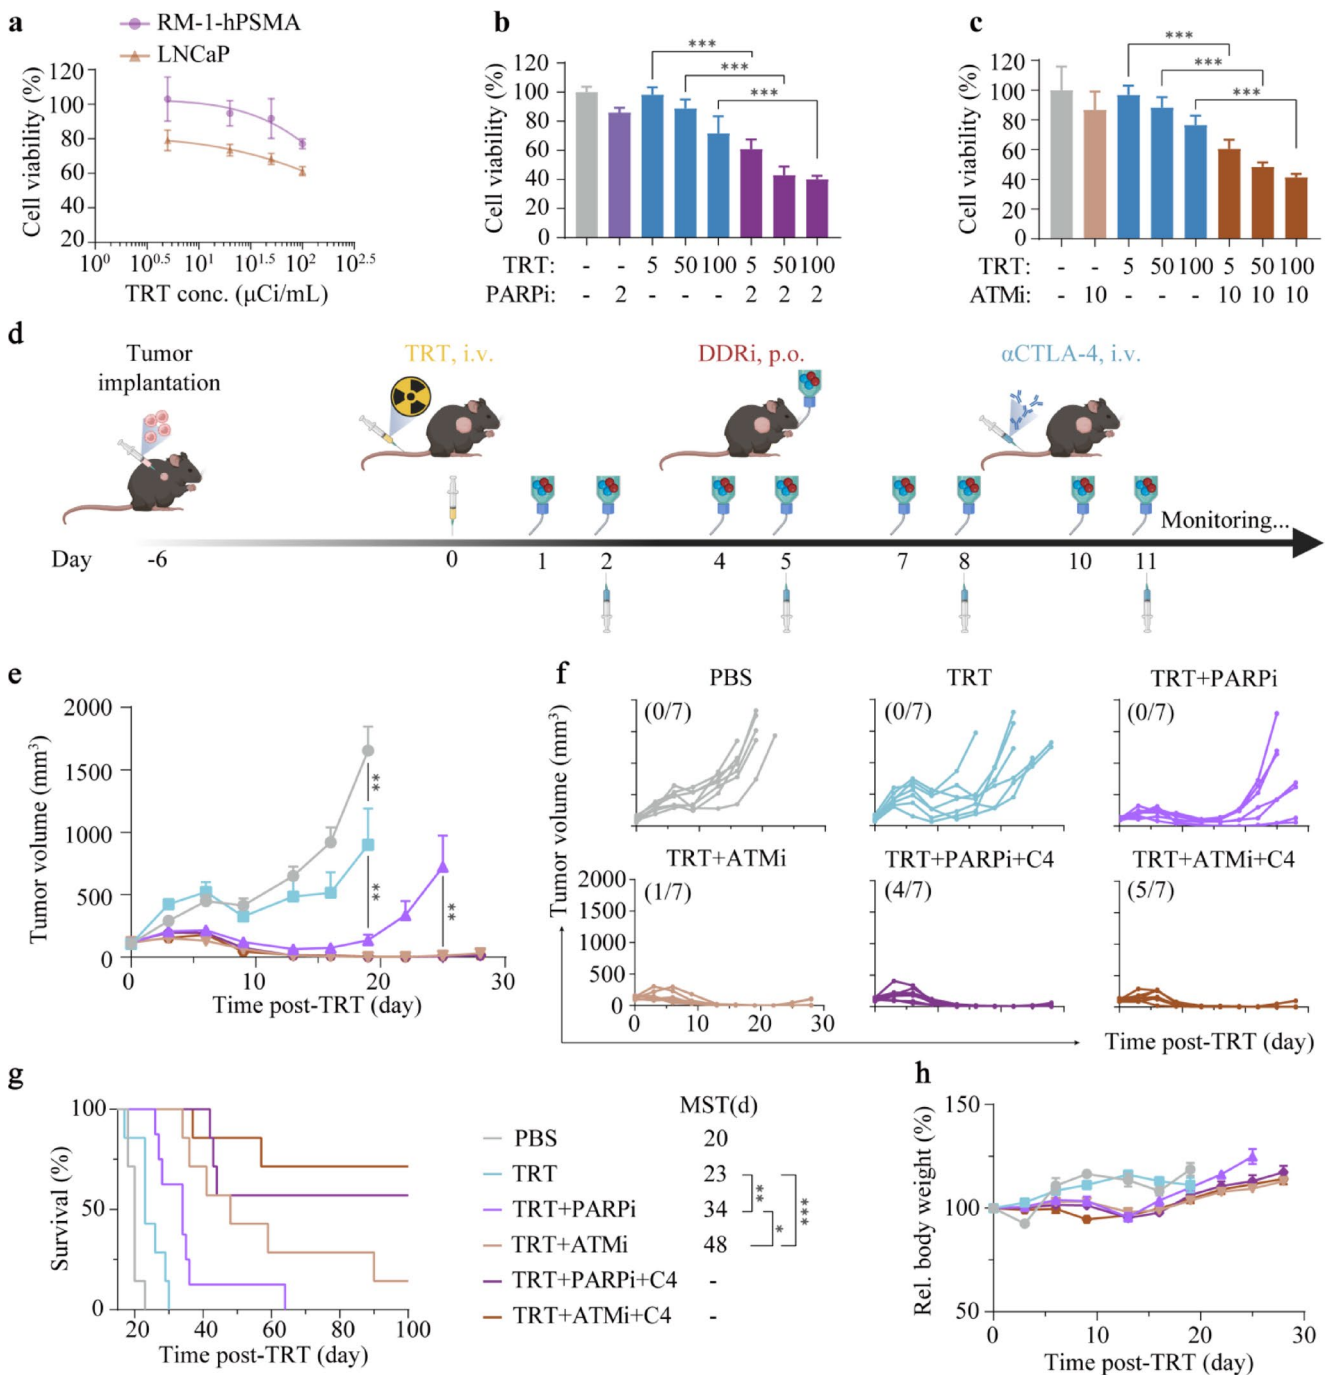 a
RM-1-hPSMA
LNCaP
Cell viability (%)
120
100
80
60
40
20
10⁰ 10⁰·⁵ 10¹ 10¹·⁵ 10² 10²·⁵
TRT conc. (μCi/mL)
b
Cell viability (%)
120
100
80
60
40
20
0
***
***
***
TRT: - - 5 50 100 5 50 100
PARPi: - 2 - - - 2 2 2
c
Cell viability (%)
120
100
80
60
40
20
0
***
***
***
TRT: - - 5 50 100 5 50 100
ATMi: - 10 - - - 10 10 10
d
Tumor
implantation
TRT, i.v.
DDRi, p.o.
αCTLA-4, i.v.
Monitoring...
Day -6 0 1 2 4 5 7 8 10 11
e
Tumor volume (mm³)
2000
1500
1000
500
0
**
**
**
0 10 20 30
Time post-TRT (day)
f
Tumor volume (mm³)
PBS
(0/7)
TRT
(0/7)
TRT+PARPi
(0/7)
TRT+ATMi
(1/7)
TRT+PARPi+C4
(4/7)
TRT+ATMi+C4
(5/7)
2000
1500
1000
500
0
0 10 20 30
Time post-TRT (day)
g
Survival (%)
100
50
0
20 40 60 80 100
Time post-TRT (day)
MST(d)
PBS 20
TRT 23
TRT+PARPi 34
TRT+ATMi 48
TRT+PARPi+C4 -
TRT+ATMi+C4 -
**
*
***
h
Rel. body weight (%)
150
100
50
0 10 20 30
Time post-TRT (day)